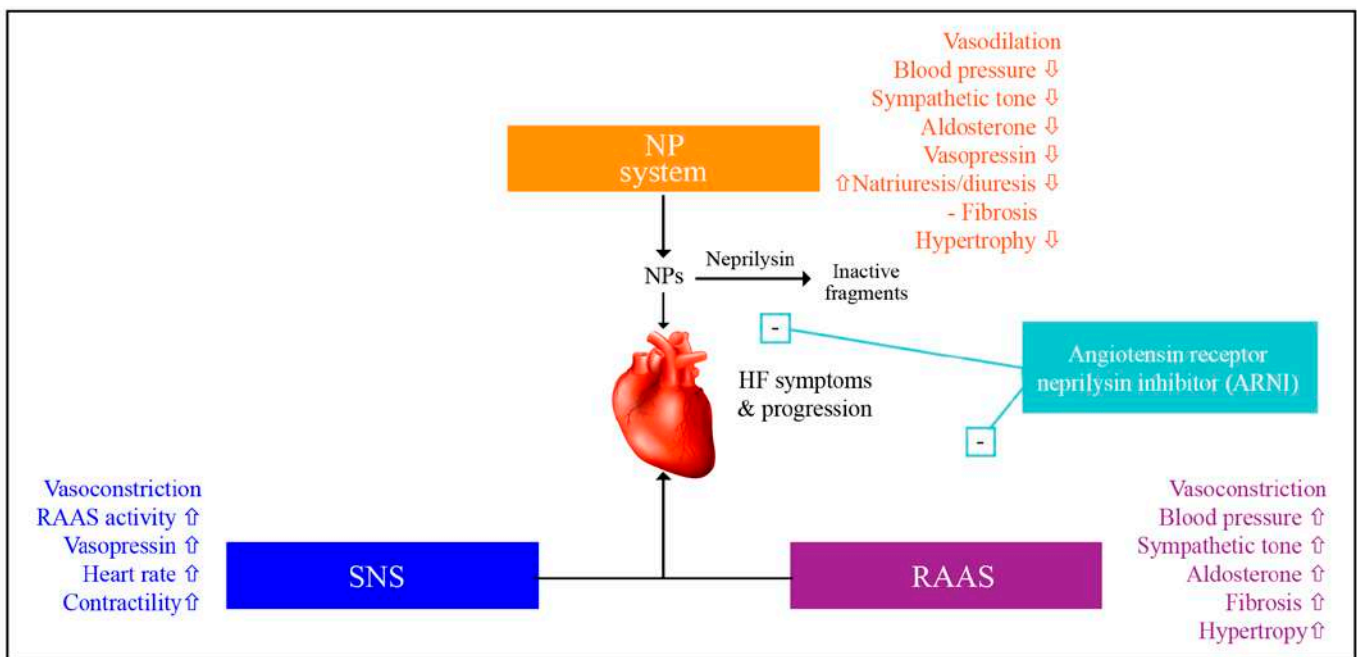 Vasodilation
Blood pressure ⇩
Sympathetic tone ⇩
Aldosterone ⇩
Vasopressin ⇩
⇧Natriuresis/diuresis ⇩
- Fibrosis
Hypertrophy ⇩
NP
system
NPs
Neprilysin
Inactive
fragments
-
Angiotensin receptor
neprilysin inhibitor (ARNI)
HF symptoms
& progression
-
Vasoconstriction
RAAS activity ⇧
Vasopressin ⇧
Heart rate ⇧
Contractility⇧
SNS
RAAS
Vasoconstriction
Blood pressure ⇧
Sympathetic tone ⇧
Aldosterone ⇧
Fibrosis ⇧
Hypertropy⇧